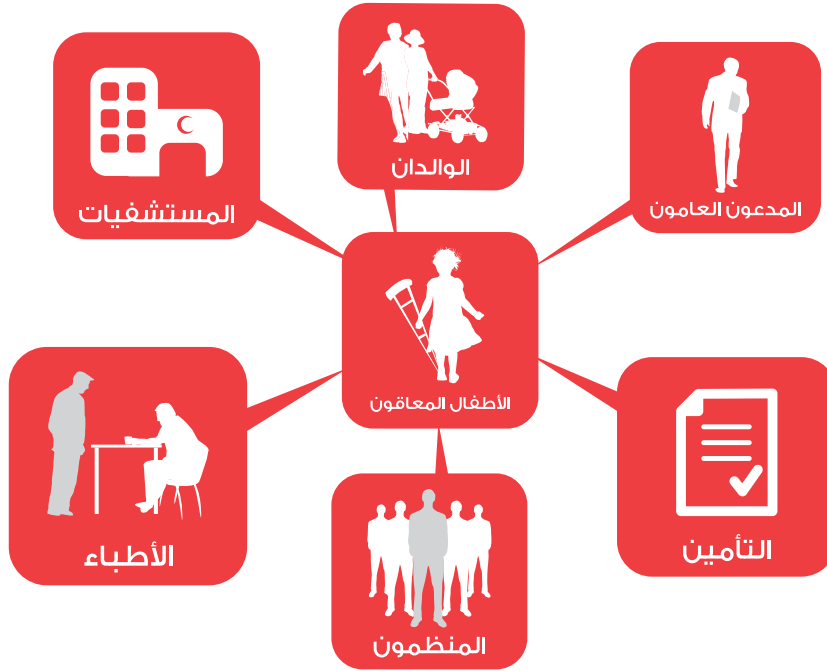 الوالدان
المدعون العامون
المستشفيات
الأطفال المعاقون
التأمين
الأطباء
المنظمون